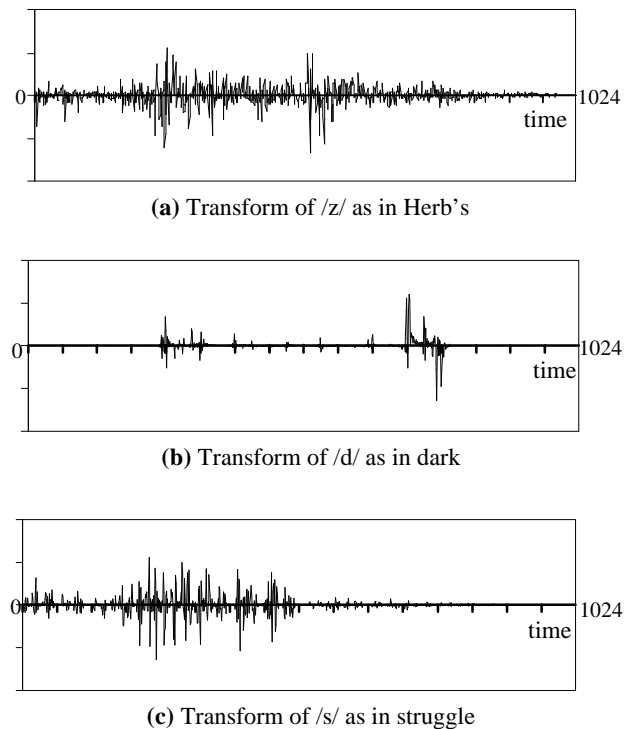 0
1024
time
(a) Transform of /z/ as in Herb's
0
1024
time
(b) Transform of /d/ as in dark
0
1024
time
(c) Transform of /s/ as in struggle